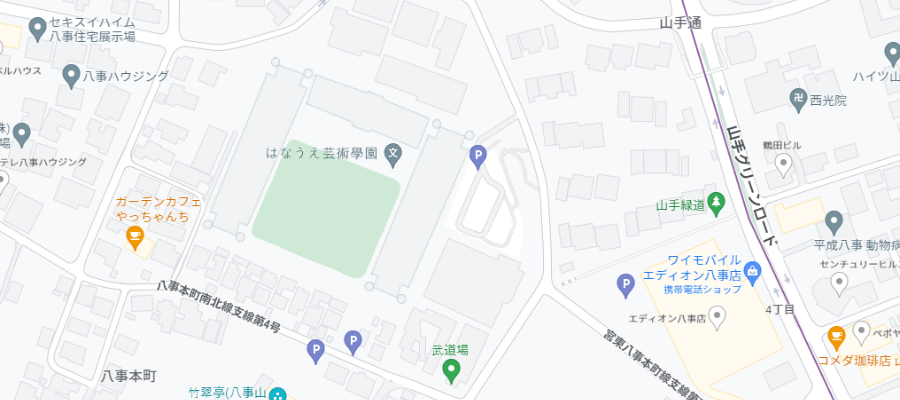 セキスイハイム
八事住宅展示場
山手通
ベルハウス
八事ハウジング
ハイツ山
西光院
株)
場
テレ八事ハウジング
はなうえ芸術學園
文
P
山手グリーンロード
鶴田ビル
ガーデンカフェ
やっちゃんち
山手緑道
平成八事 動物病
ワイモバイル
エディオン八事店
携帯電話ショップ
センチュリーヒルズ
P
八事本町南北線支線第4号
エディオン八事店
4丁目
宮東八事本町線支線第
ペボヤ
P
P
武道場
コメダ珈琲店 山
八事本町
竹翠亭(八事山